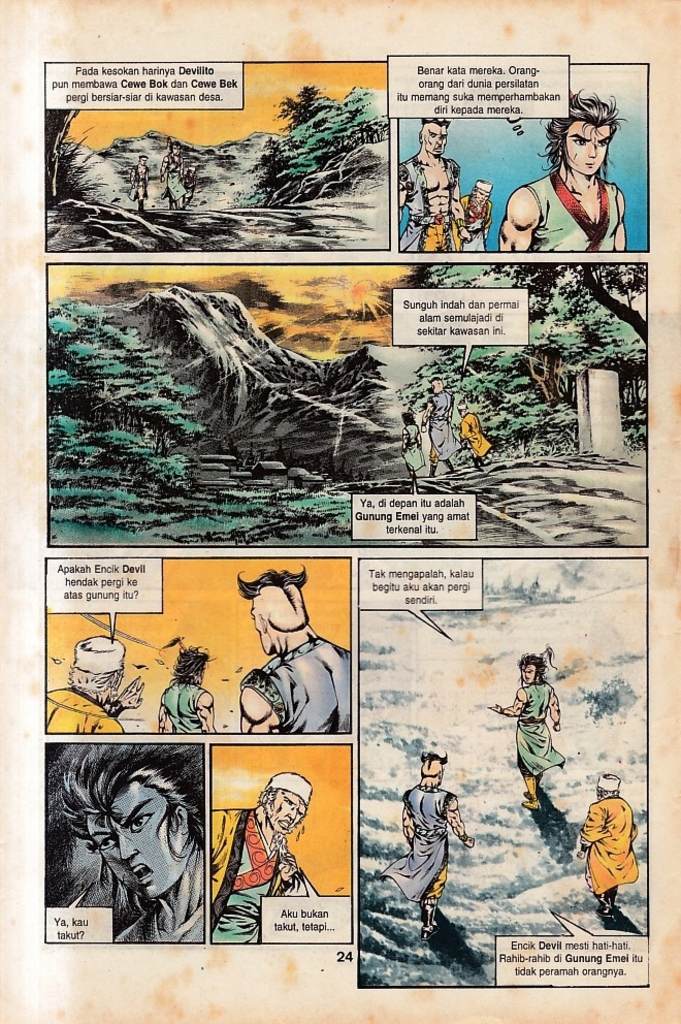 Pada kesokan harinya Devilito
pun membawa Cewe Bok dan Cewe Bek
pergi bersiar-siar di kawasan desa.
Benar kata mereka. Orang-
orang dari dunia persilatan
itu memang suka memperhambakan
diri kepada mereka.
Sunguh indah dan permai
alam semulajadi di
sekitar kawasan ini.
Ya, di depan itu adalah
Gunung Emei yang amat
terkenal itu.
Apakah Encik Devil
hendak pergi ke
atas gunung itu?
Tak mengapalah, kalau
begitu aku akan pergi
sendiri.
Ya, kau
takut?
Aku bukan
takut, tetapi...
Encik Devil mesti hati-hati.
Rahib-rahib di Gunung Emei itu
tidak peramah orangnya.
24